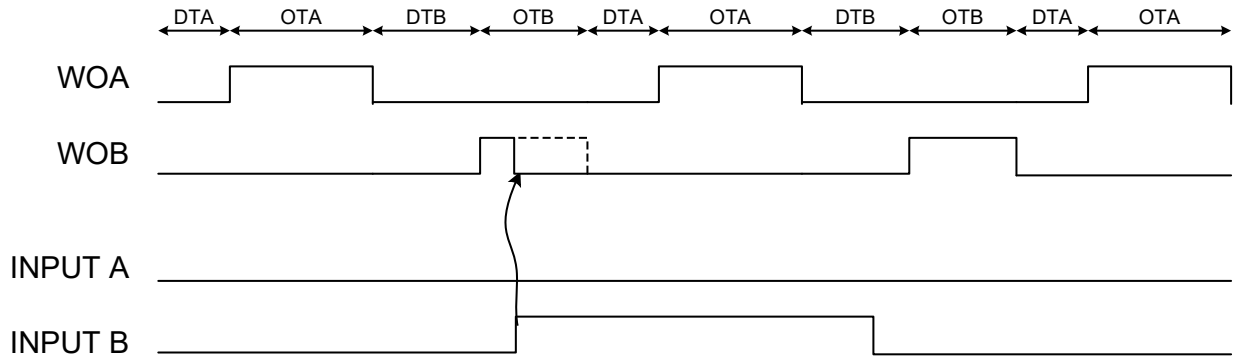 DTA OTA DTB OTB DTA OTA DTB OTB DTA OTA
WOA
WOB
INPUT A
INPUT B